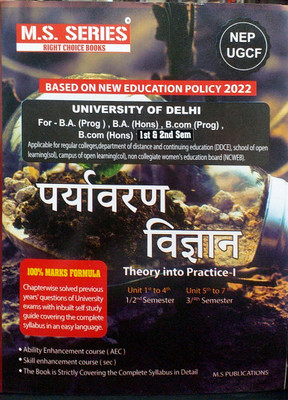 M.S. SERIES
RIGHT CHOICE BOOKS
NEP
UGCF
BASED ON NEW EDUCATION POLICY 2022
UNIVERSITY OF DELHI
For - B.A. (Prog ) , B.A. (Hons) , B.com (Prog) ,
B.com (Hons) 1st & 2nd Sem
Applicable for regular colleges,department of distance and continuing education (DDCE), school of open
learning(sol), campus of open learning(col), non collegiate women's education board (NCWEB).
पर्यावरण
विज्ञान
Theory into Practice-I
100% MARKS FORMULA
Chapterwise solved previous
years' questions of University
exams with inbuilt self study
guide covering the complete
syllabus in an easy language.
Unit 1st to 4th
1/2nd Semester
Unit 5th to 7
3/4th Semester
• Ability Enhancement course ( AEC )
• Skill enhancement course ( sec )
• The Book is Strictly Covering the Complete Syllabus in Detail
M.S PUBLICATIONS